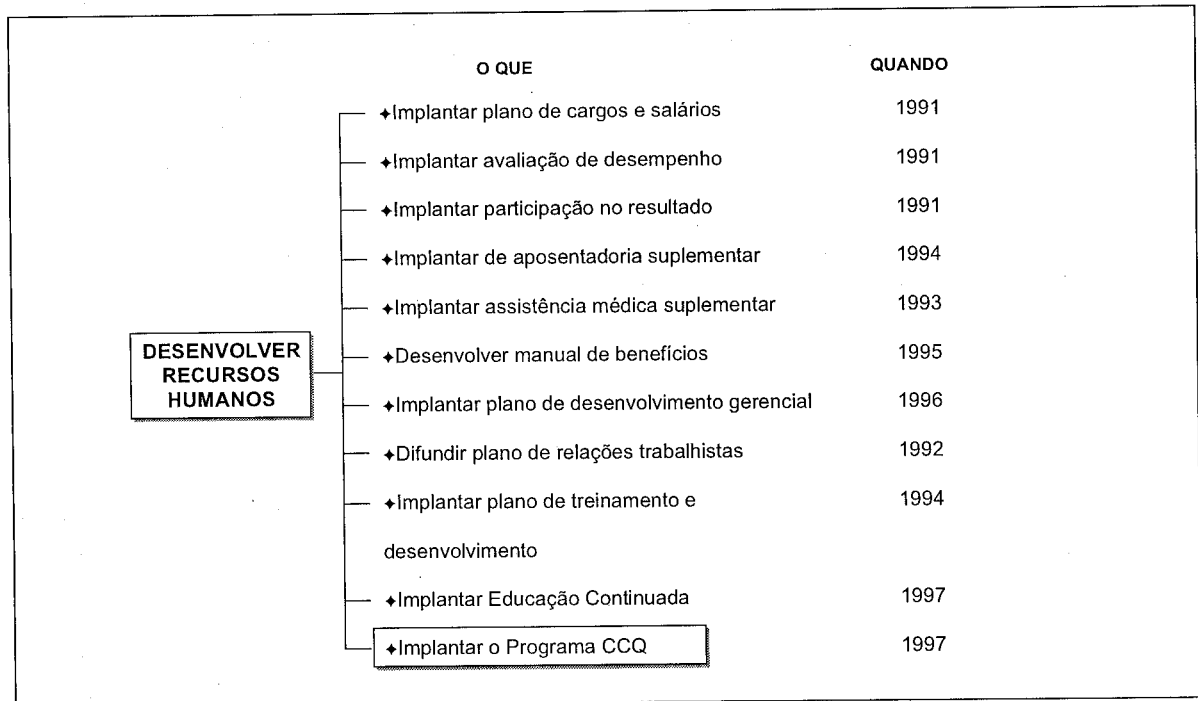 O QUE QUANDO
✦Implantar plano de cargos e salários 1991
✦Implantar avaliação de desempenho 1991
✦Implantar participação no resultado 1991
✦Implantar de aposentadoria suplementar 1994
✦Implantar assistência médica suplementar 1993
DESENVOLVER
RECURSOS
HUMANOS
✦Desenvolver manual de benefícios 1995
✦Implantar plano de desenvolvimento gerencial 1996
✦Difundir plano de relações trabalhistas 1992
✦Implantar plano de treinamento e 1994
desenvolvimento
✦Implantar Educação Continuada 1997
✦Implantar o Programa CCQ 1997